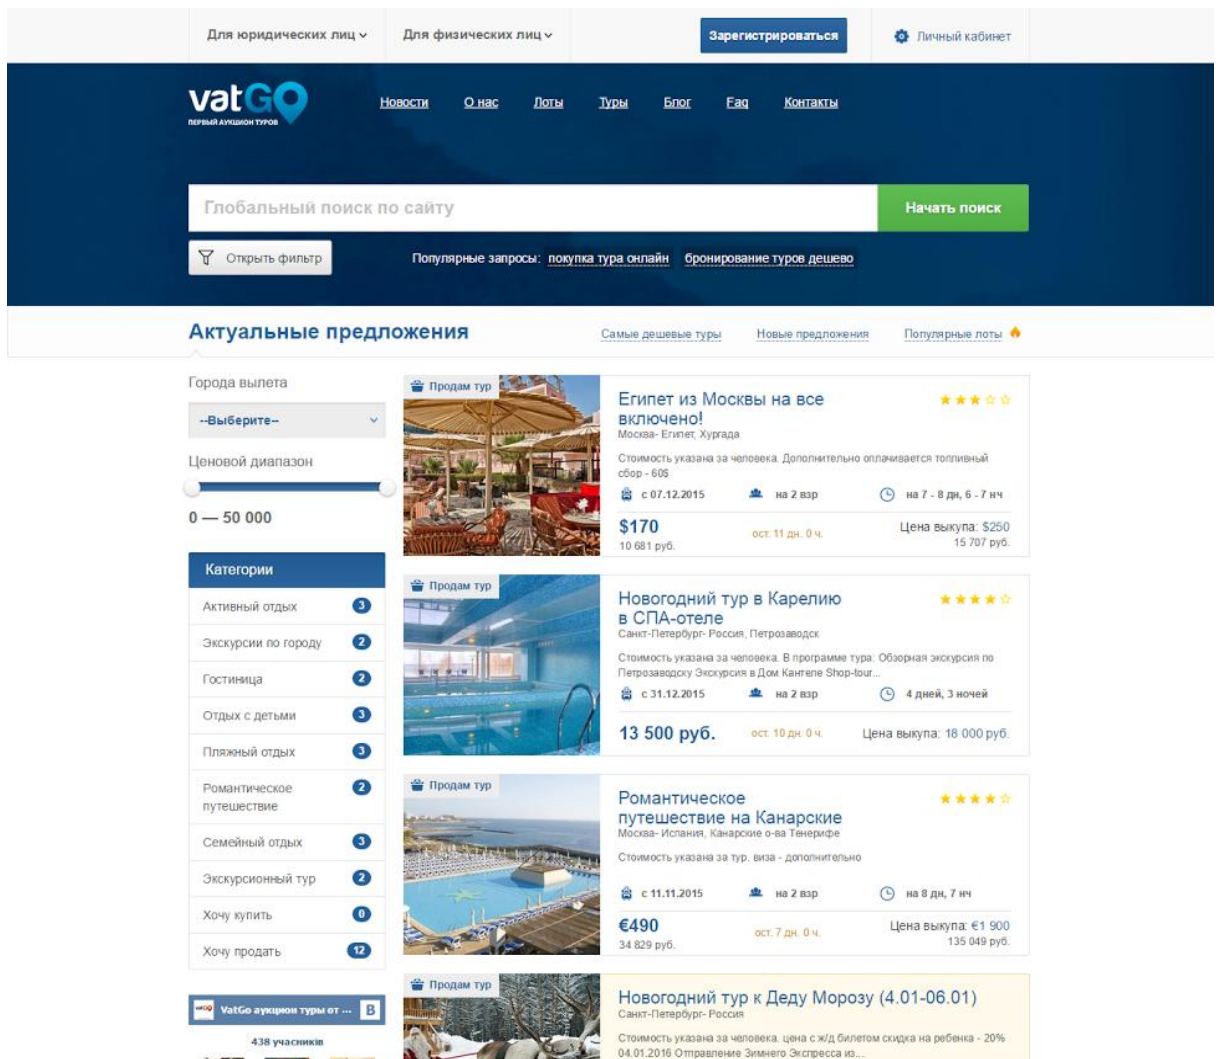 Для юридических лиц
Для физических лиц
Зарегистрироваться
Личный кабинет
vatGO
ПЕРВЫЙ АУКЦИОН ТУРОВ
Новости
О нас
Лоты
Туры
Блог
Faq
Контакты
Глобальный поиск по сайту
Начать поиск
Открыть фильтр
Популярные запросы: покупка тура онлайн бронирование туров дешево
Актуальные предложения
Самые дешевые туры
Новые предложения
Популярные лоты
Города вылета
--Выберите--
Ценовой диапазон
0 — 50 000
Категории
Активный отдых 3
Экскурсии по городу 2
Гостиница 2
Отдых с детьми 3
Пляжный отдых 3
Романтическое 2
путешествие
Семейный отдых 3
Экскурсионный тур 2
Хочу купить 0
Хочу продать 12
VatGo аукцион туры от ... B
438 учасників
Продам тур
Египет из Москвы на все
включено!
Москва- Египет, Хургада
Стоимость указана за человека. Дополнительно оплачивается топливный
сбор - 60$
с 07.12.2015
на 2 взр
на 7 - 8 дн, 6 - 7 нч
$170
10 681 руб.
ост. 11 дн. 0 ч.
Цена выкупа: $250
15 707 руб.
Продам тур
Новогодний тур в Карелию
в СПА-отеле
Санкт-Петербург- Россия, Петрозаводск
Стоимость указана за человека. В программе тура: Обзорная экскурсия по
Петрозаводску Экскурсия в Дом Кантеле Shop-tour...
с 31.12.2015
на 2 взр
4 дней, 3 ночей
13 500 руб.
ост. 10 дн. 0 ч.
Цена выкупа: 18 000 руб.
Продам тур
Романтическое
путешествие на Канарские
Москва- Испания, Канарские о-ва Тенерифе
Стоимость указана за тур. виза - дополнительно
с 11.11.2015
на 2 взр
на 8 дн, 7 нч
€490
34 829 руб.
ост. 7 дн. 0 ч.
Цена выкупа: €1 900
135 049 руб.
Продам тур
Новогодний тур к Деду Морозу (4.01-06.01)
Санкт-Петербург- Россия
Стоимость указана за человека. цена с ж/д билетом скидка на ребенка - 20%
04.01.2016 Отправление Зимнего Экспресса из...